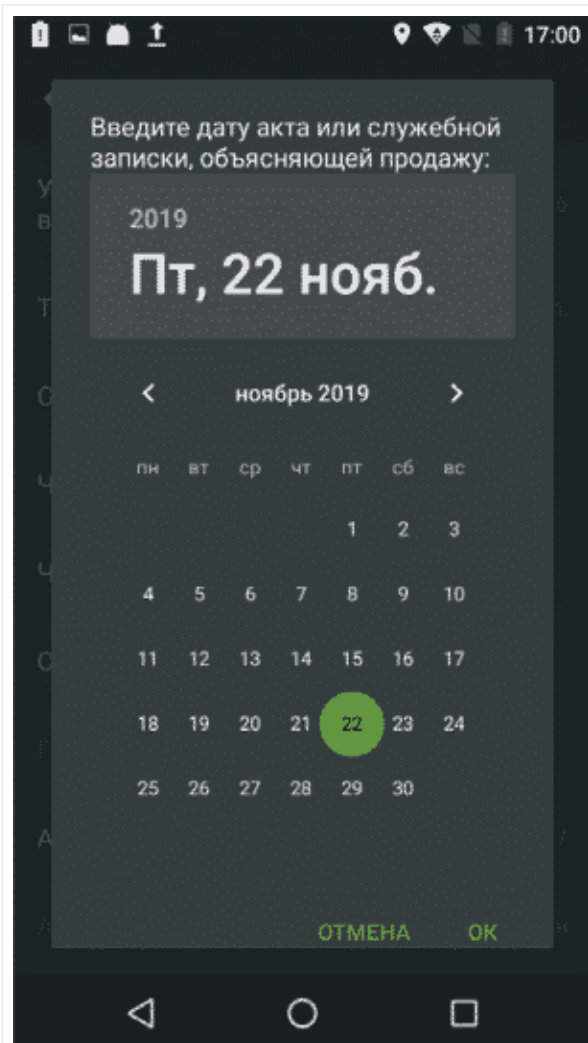 17:00
Введите дату акта или служебной
записки, объясняющей продажу:
2019
Пт, 22 нояб.
ноябрь 2019
пн вт ср чт пт сб вс
1 2 3
4 5 6 7 8 9 10
11 12 13 14 15 16 17
18 19 20 21 22 23 24
25 26 27 28 29 30
ОТМЕНА ОК